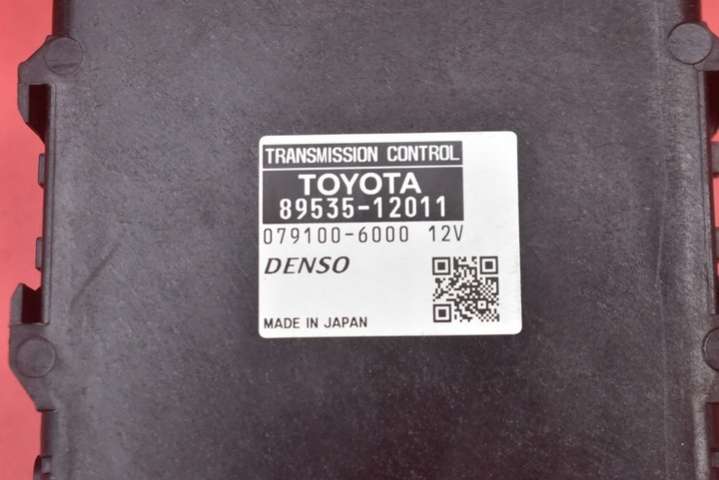 TRANSMISSION CONTROL
TOYOTA
89535-12011
079100-6000 12V
DENSO
MADE IN JAPAN